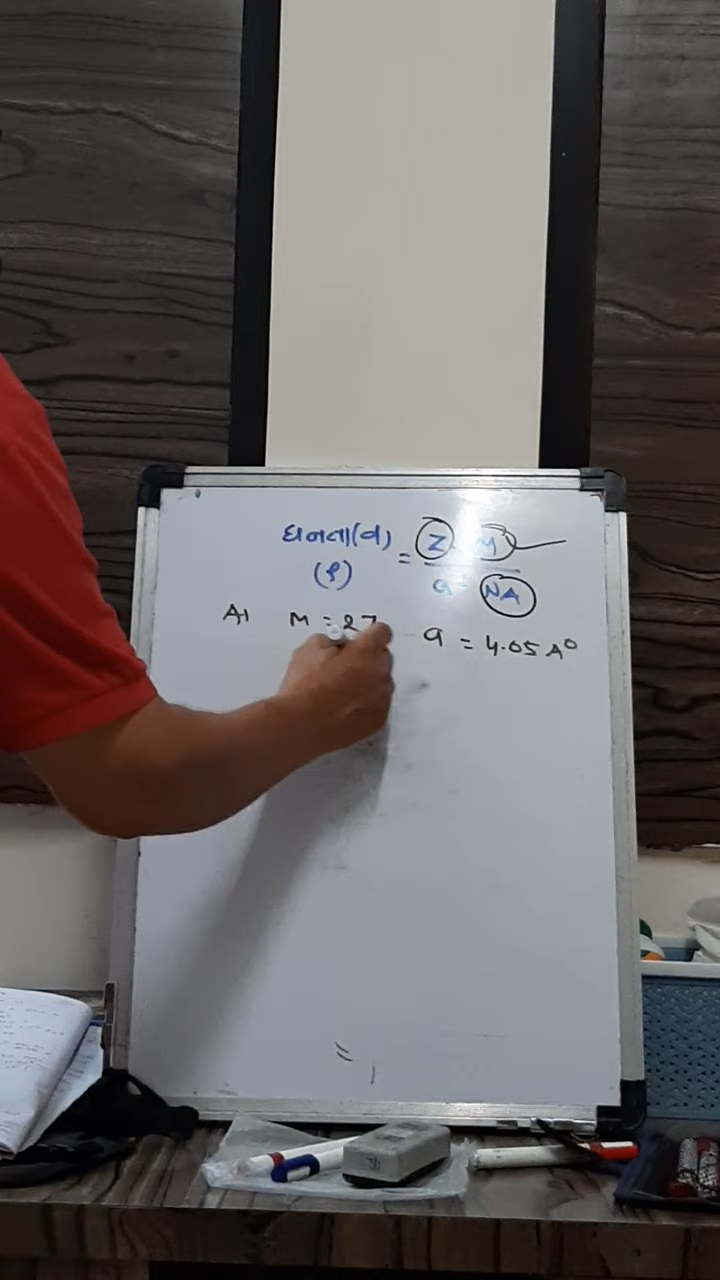 ઘનતા(વ) = Z M
(ρ) a³ NA
Al M = 27 a = 4.05 A°
=